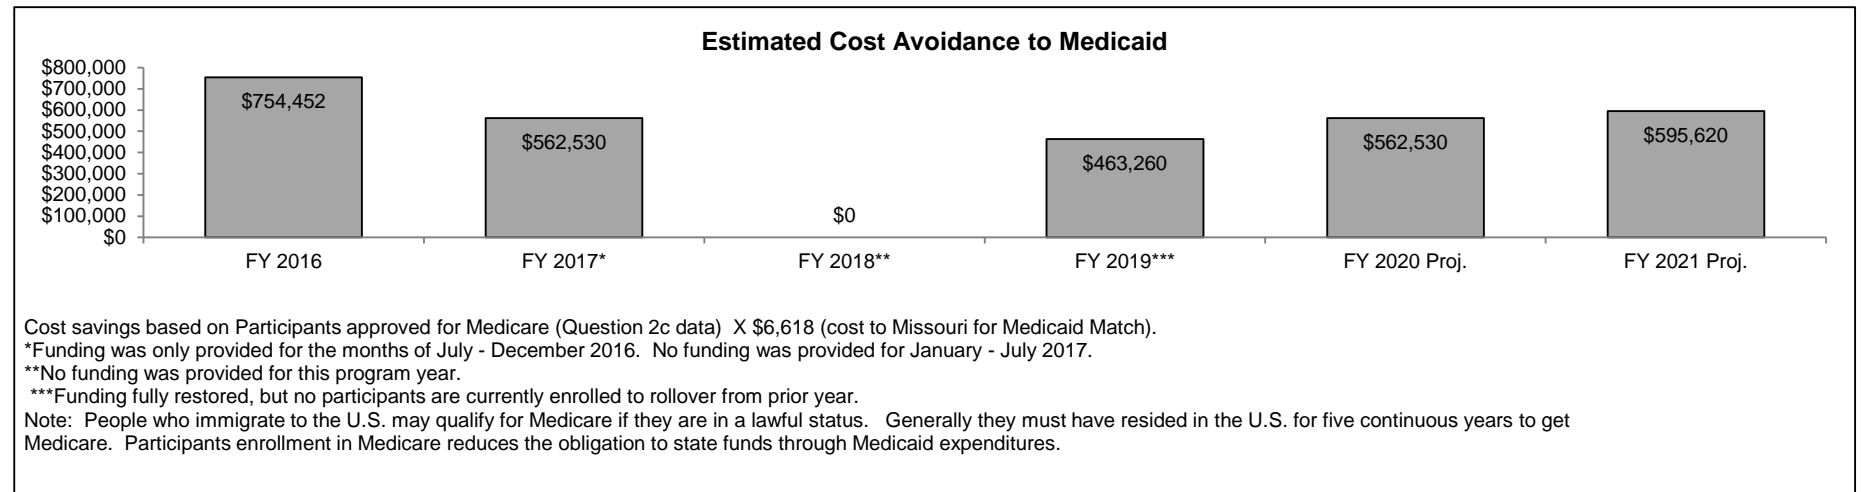 Estimated Cost Avoidance to Medicaid
$800,000
$700,000
$600,000
$500,000
$400,000
$300,000
$200,000
$100,000
$0
$754,452
$562,530
$0
$463,260
$562,530
$595,620
FY 2016
FY 2017*
FY 2018**
FY 2019***
FY 2020 Proj.
FY 2021 Proj.
Cost savings based on Participants approved for Medicare (Question 2c data)  X $6,618 (cost to Missouri for Medicaid Match).
*Funding was only provided for the months of July - December 2016.  No funding was provided for January - July 2017.
**No funding was provided for this program year.
***Funding fully restored, but no participants are currently enrolled to rollover from prior year.
Note:  People who immigrate to the U.S. may qualify for Medicare if they are in a lawful status.   Generally they must have resided in the U.S. for five continuous years to get
Medicare.  Participants enrollment in Medicare reduces the obligation to state funds through Medicaid expenditures.